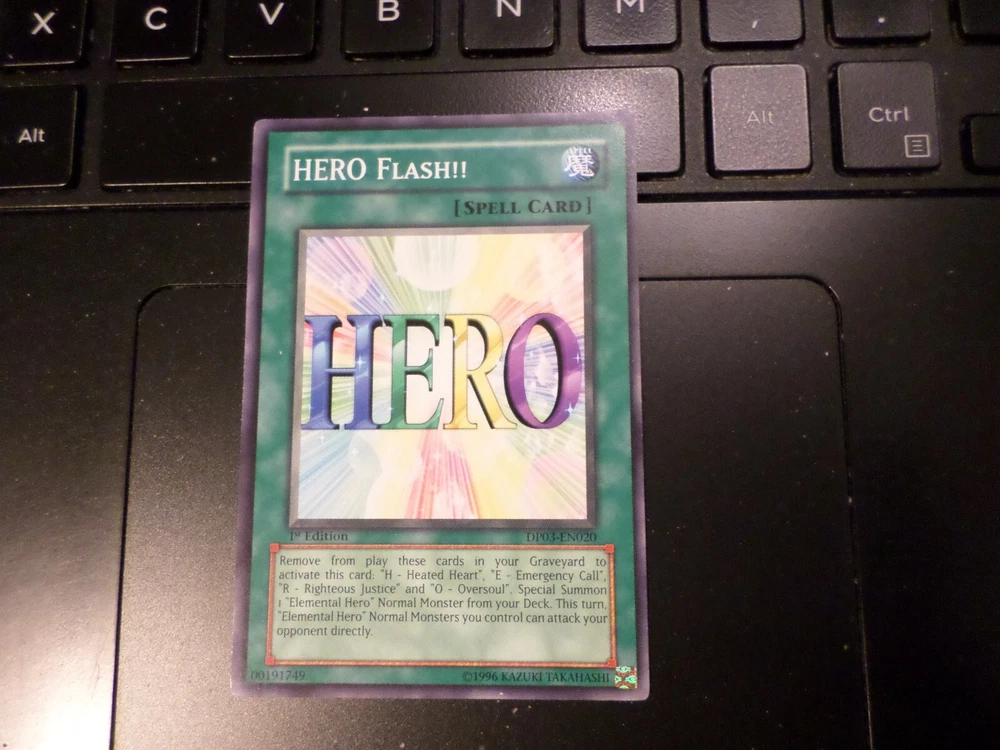 X C V B N M , .
Alt Alt Ctrl
HERO FLASH!!
魔
[SPELL CARD]
HERO
1st Edition DP03-EN020
Remove from play these cards in your Graveyard to
activate this card: "H - Heated Heart", "E - Emergency Call",
"R - Righteous Justice" and "O - Oversoul". Special Summon
1 "Elemental Hero" Normal Monster from your Deck. This turn,
"Elemental Hero" Normal Monsters you control can attack your
opponent directly.
00191749 ©1996 KAZUKI TAKAHASHI